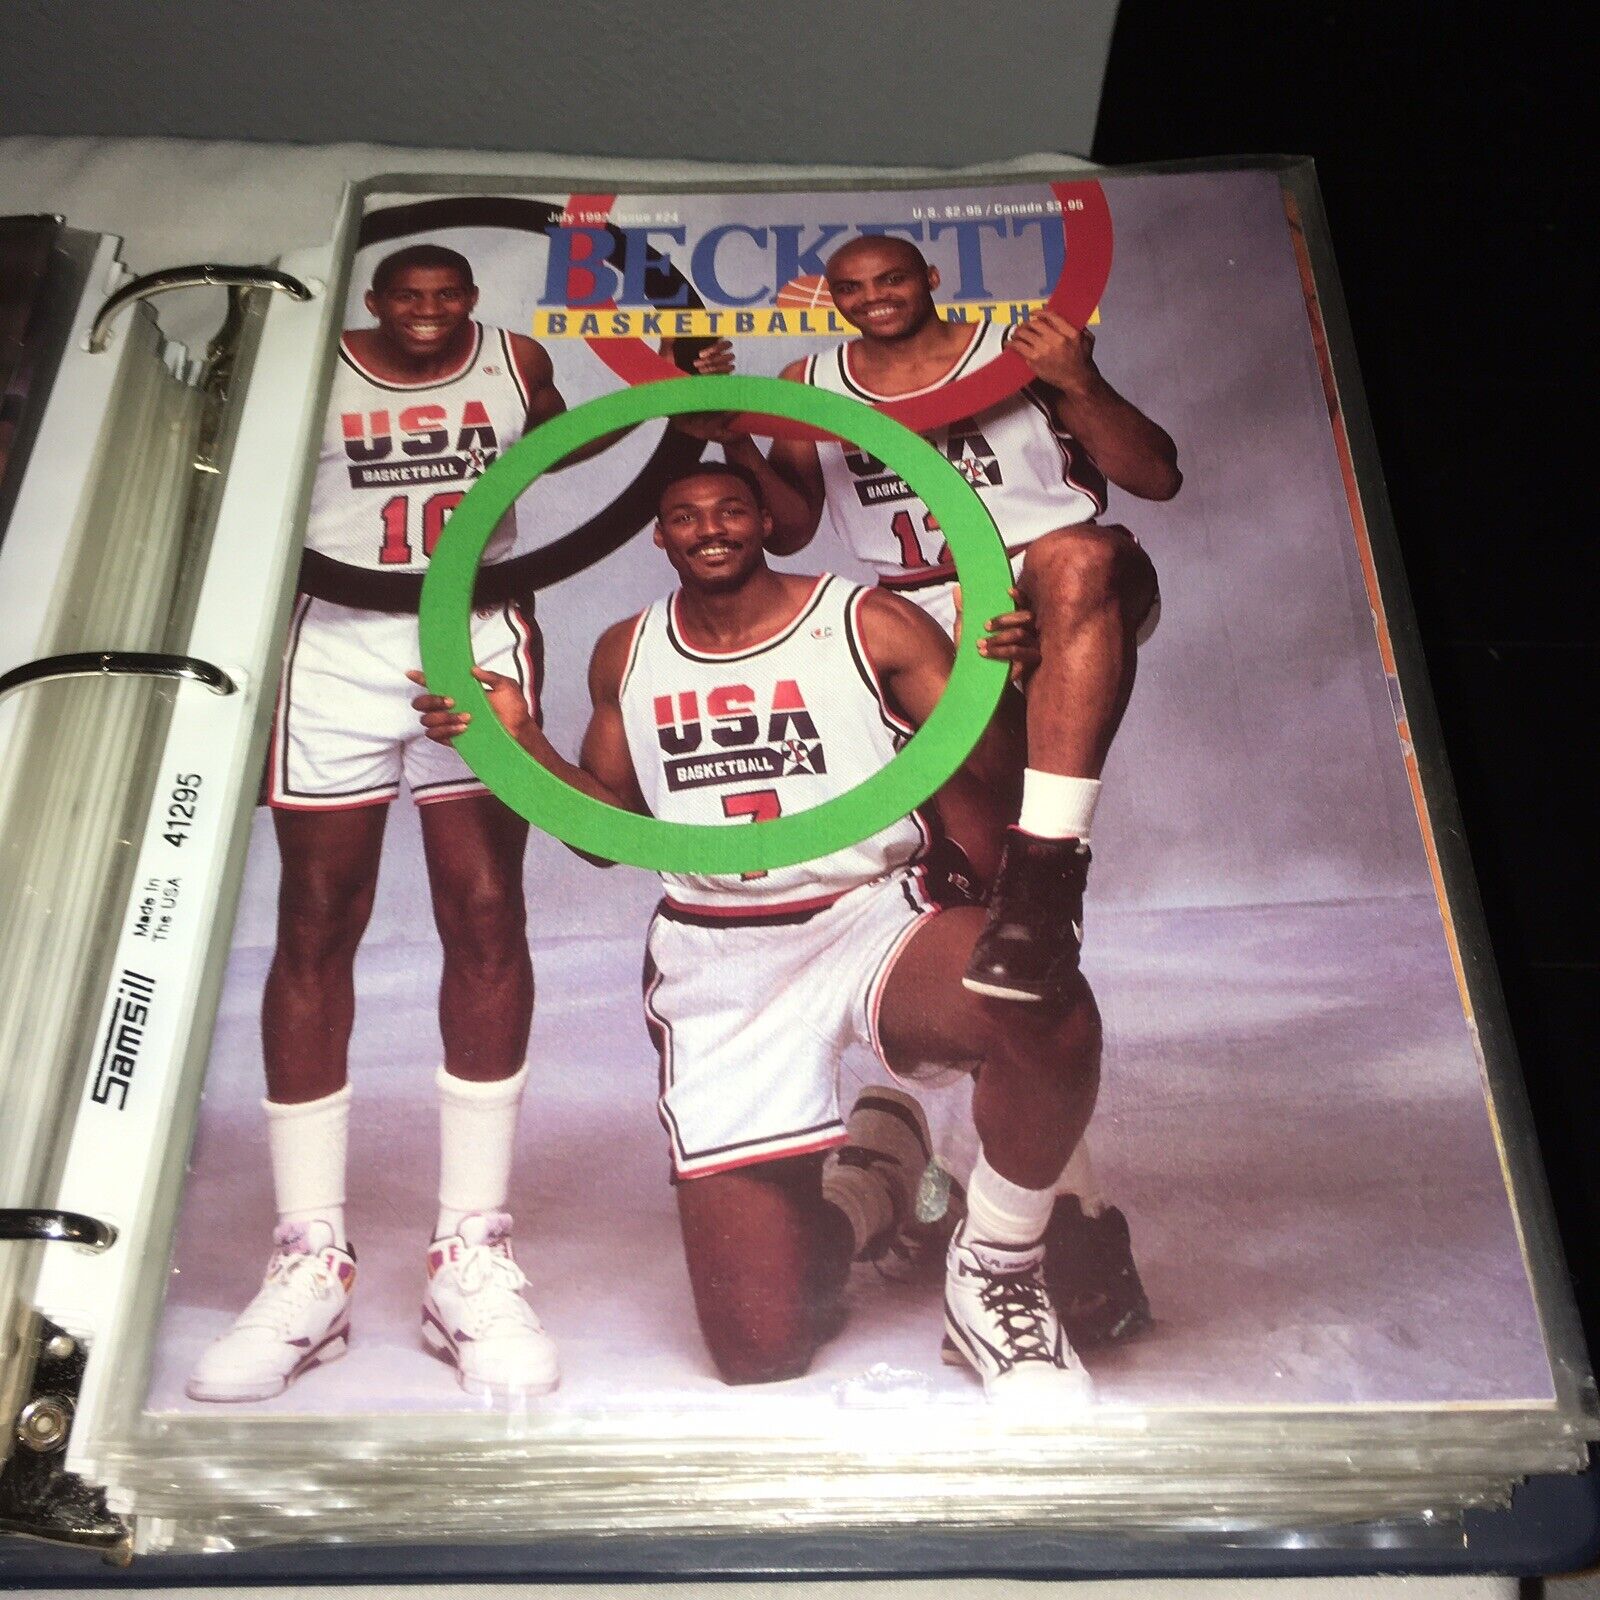 July 1992 Issue #24
U.S. $2.95 / Canada $3.95
BECKETT
BASKETBALL
USA
BASKETBALL
10
USA
BASKETBALL
7
12
Samsill
Made In
The USA
41295